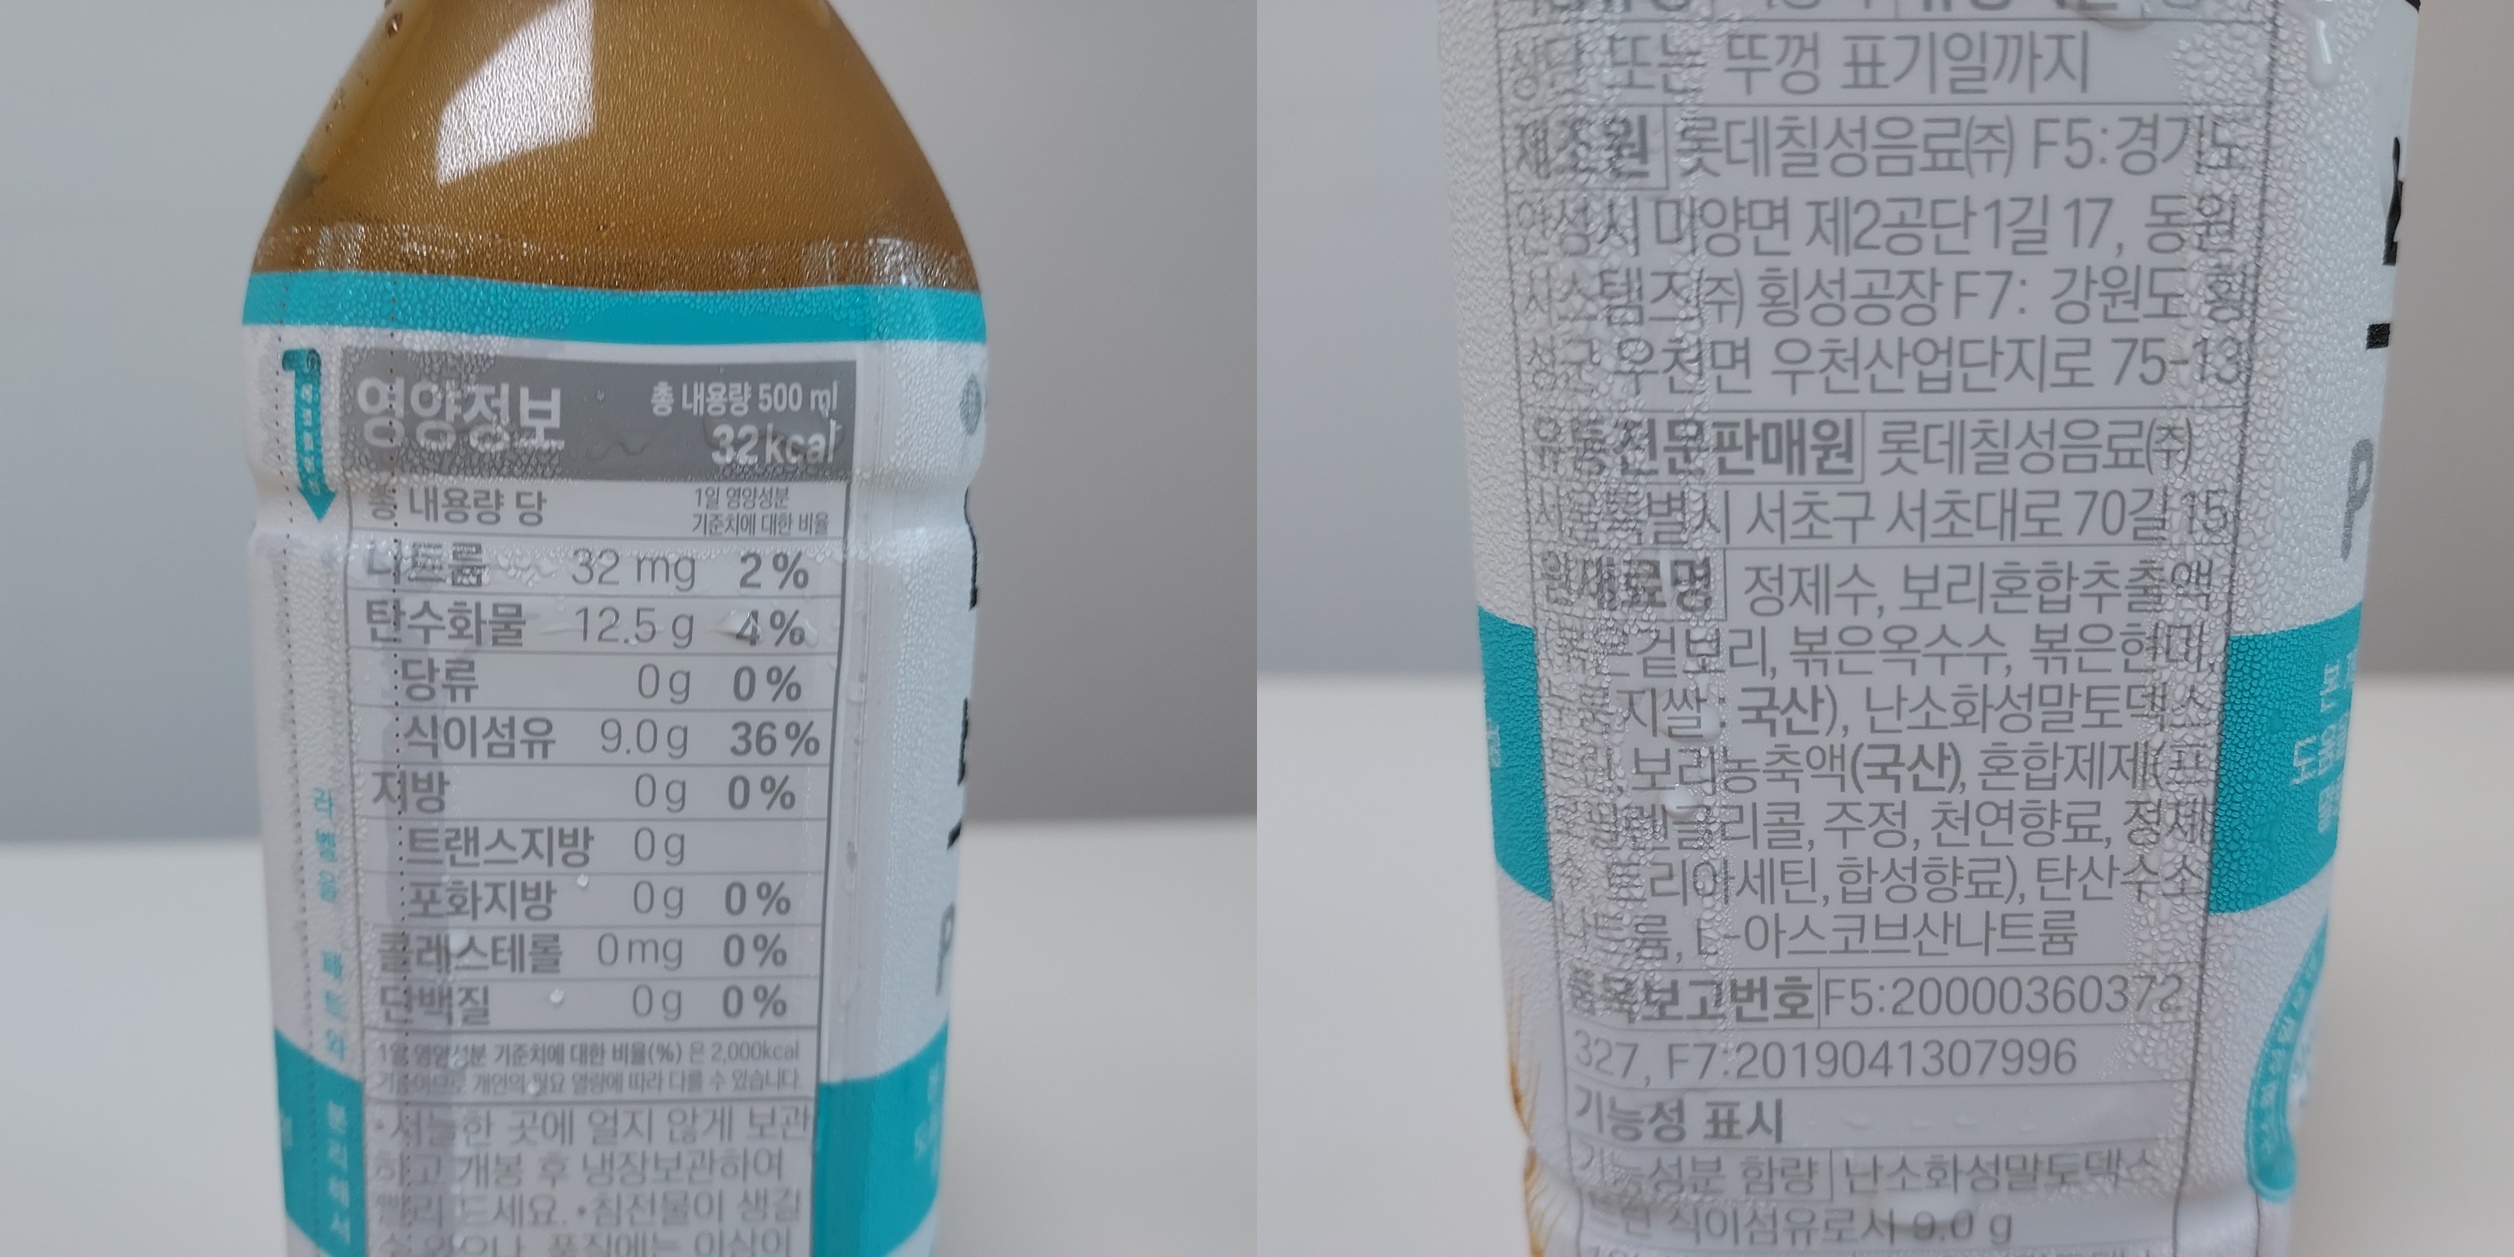 영양정보
총 내용량 500 ml
32 kcal
총 내용량 당
1일 영양성분
기준치에 대한 비율
나트륨 32 mg 2%
탄수화물 12.5 g 4%
당류 0g 0%
식이섬유 9.0g 36%
지방 0g 0%
트랜스지방 0g
포화지방 0g 0%
콜레스테롤 0mg 0%
단백질 0g 0%
1일 영양성분 기준치에 대한 비율(%) 은 2,000kcal
기준이므로 개인의 필요 열량에 따라 다를 수 있습니다.
•서늘한 곳에 얼지 않게 보관
하고 개봉 후 냉장보관하여
빨리 드세요. •침전물이 생길
라벨을 페트와
상단 또는 뚜껑 표기일까지
제조원 롯데칠성음료㈜ F5:경기도
안성시 미양면 제2공단1길 17, 동원
시스템즈㈜ 횡성공장 F7: 강원도 횡
성군 우천면 우천산업단지로 75-13
유통전문판매원 롯데칠성음료㈜
서울특별시 서초구 서초대로 70길 15
원재료명 정제수, 보리혼합추출액
겉보리, 볶은옥수수, 볶은현미,
국산), 난소화성말토덱스
트린, 보리농축액(국산), 혼합제제(프
로필렌글리콜, 주정, 천연향료, 정제
수, 트리아세틴, 합성향료), 탄산수소
나트륨, L-아스코브산나트륨
품목보고번호 F5:20000360372
327, F7:2019041307996
기능성 표시
기능성분 함량 난소화성말토덱스
트린 식이섬유로서 9.0 g